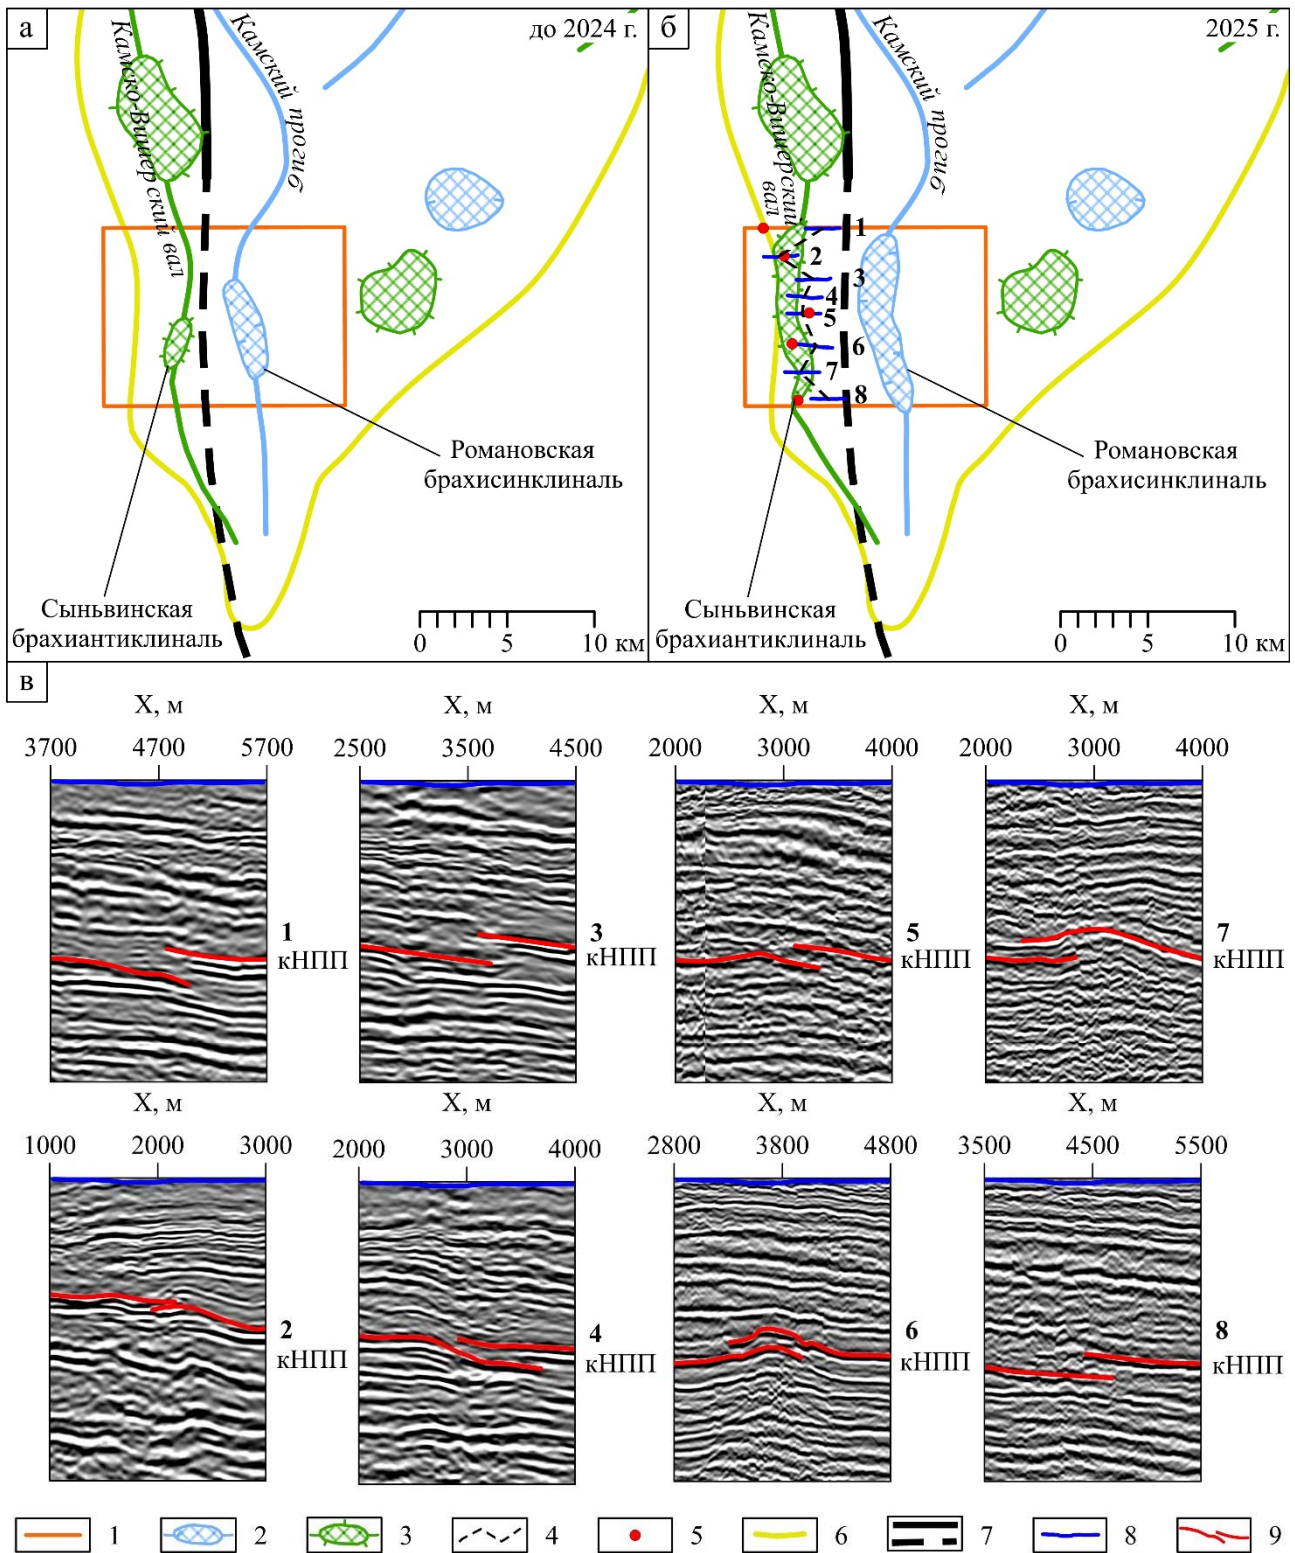 а
до 2024 г.
Камско-Вишерский вал
Камский прогиб
Романовская
брахисинклиналь
Сыньвинская
брахиантиклиналь
0 5 10 км
б
2025 г.
Камско-Вишерский
вал
Камский прогиб
1
2
3
4
5
6
7
8
Романовская
брахисинклиналь
Сыньвинская
брахиантиклиналь
0 5 10 км
в
X, м
3700 4700 5700
1
кНПП
X, м
2500 3500 4500
3
кНПП
X, м
2000 3000 4000
5
кНПП
X, м
2000 3000 4000
7
кНПП
X, м
1000 2000 3000
2
кНПП
X, м
2000 3000 4000
4
кНПП
X, м
2800 3800 4800
6
кНПП
X, м
3500 4500 5500
8
кНПП
1 2 3 4 5 6 7 8 9